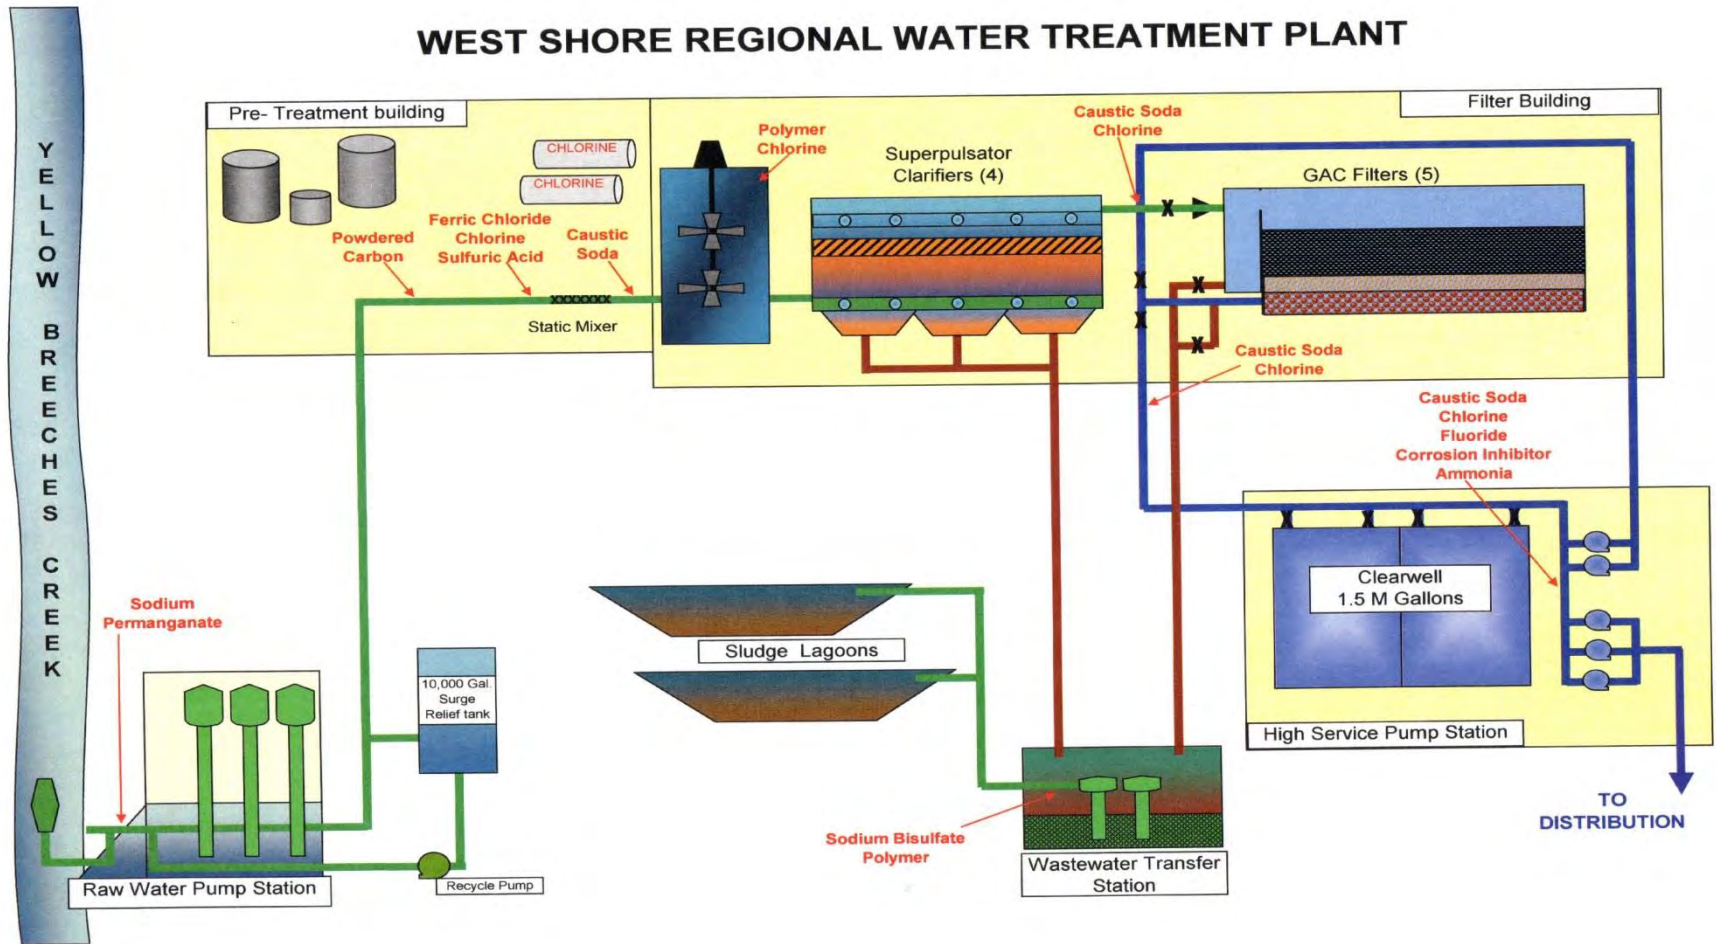 WEST SHORE REGIONAL WATER TREATMENT PLANT
YELLOW BREECHES CREEK
Pre- Treatment building
CHLORINE
CHLORINE
Powdered
Carbon
Ferric Chloride
Chlorine
Sulfuric Acid
Caustic
Soda
Static Mixer
Polymer
Chlorine
Superpulsator
Clarifiers (4)
Caustic Soda
Chlorine
Filter Building
GAC Filters (5)
Caustic Soda
Chlorine
Caustic Soda
Chlorine
Fluoride
Corrosion Inhibitor
Ammonia
Clearwell
1.5 M Gallons
High Service Pump Station
TO
DISTRIBUTION
Sodium
Permanganate
10,000 Gal.
Surge
Relief tank
Sludge Lagoons
Sodium Bisulfate
Polymer
Wastewater Transfer
Station
Raw Water Pump Station
Recycle Pump